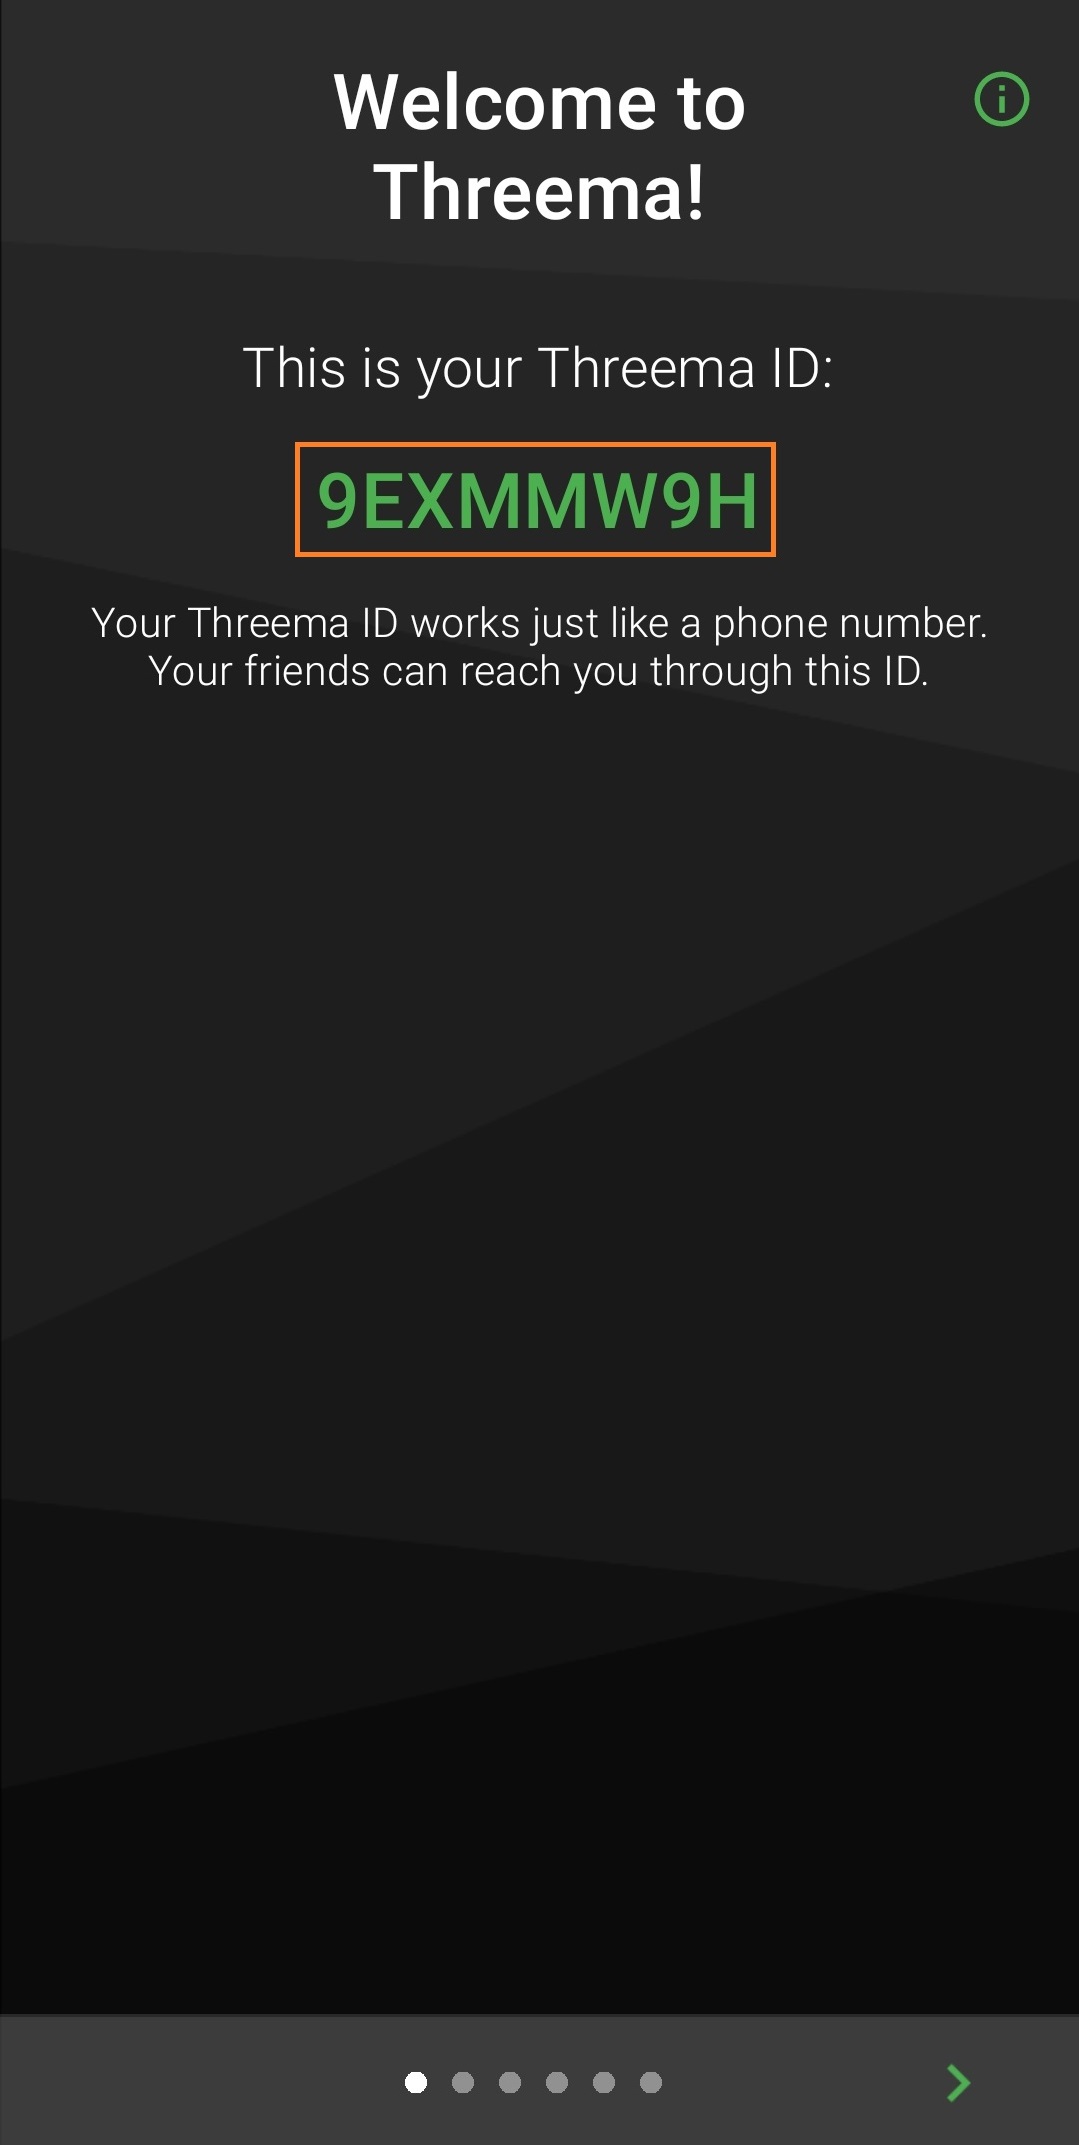 Welcome to
Threema!
This is your Threema ID:
9EXMMW9H
Your Threema ID works just like a phone number.
Your friends can reach you through this ID.